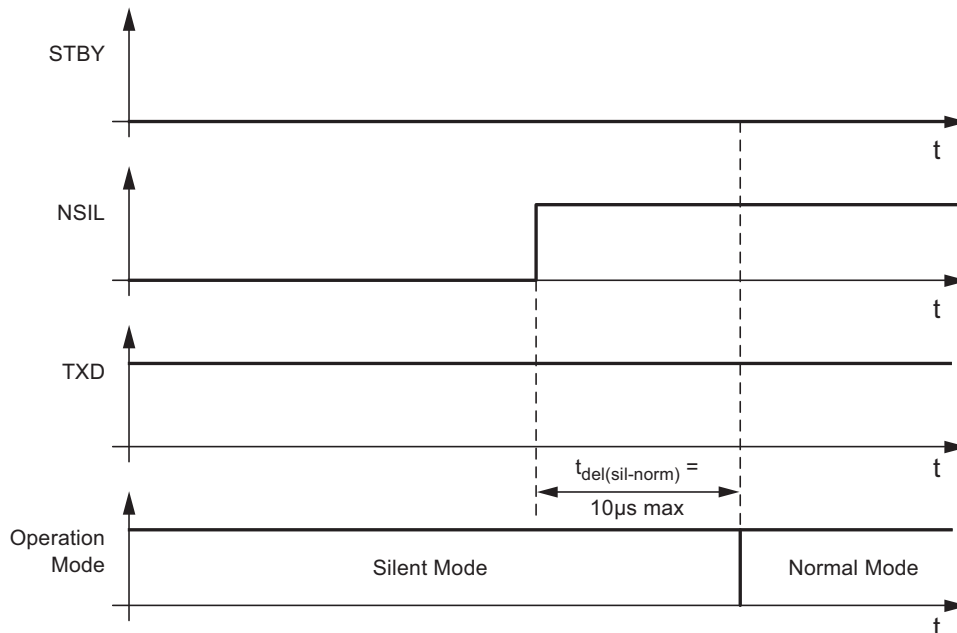 STBY
t
NSIL
t
TXD
t
tdel(sil-norm) =
10µs max
Operation
Mode
Silent Mode
Normal Mode
t